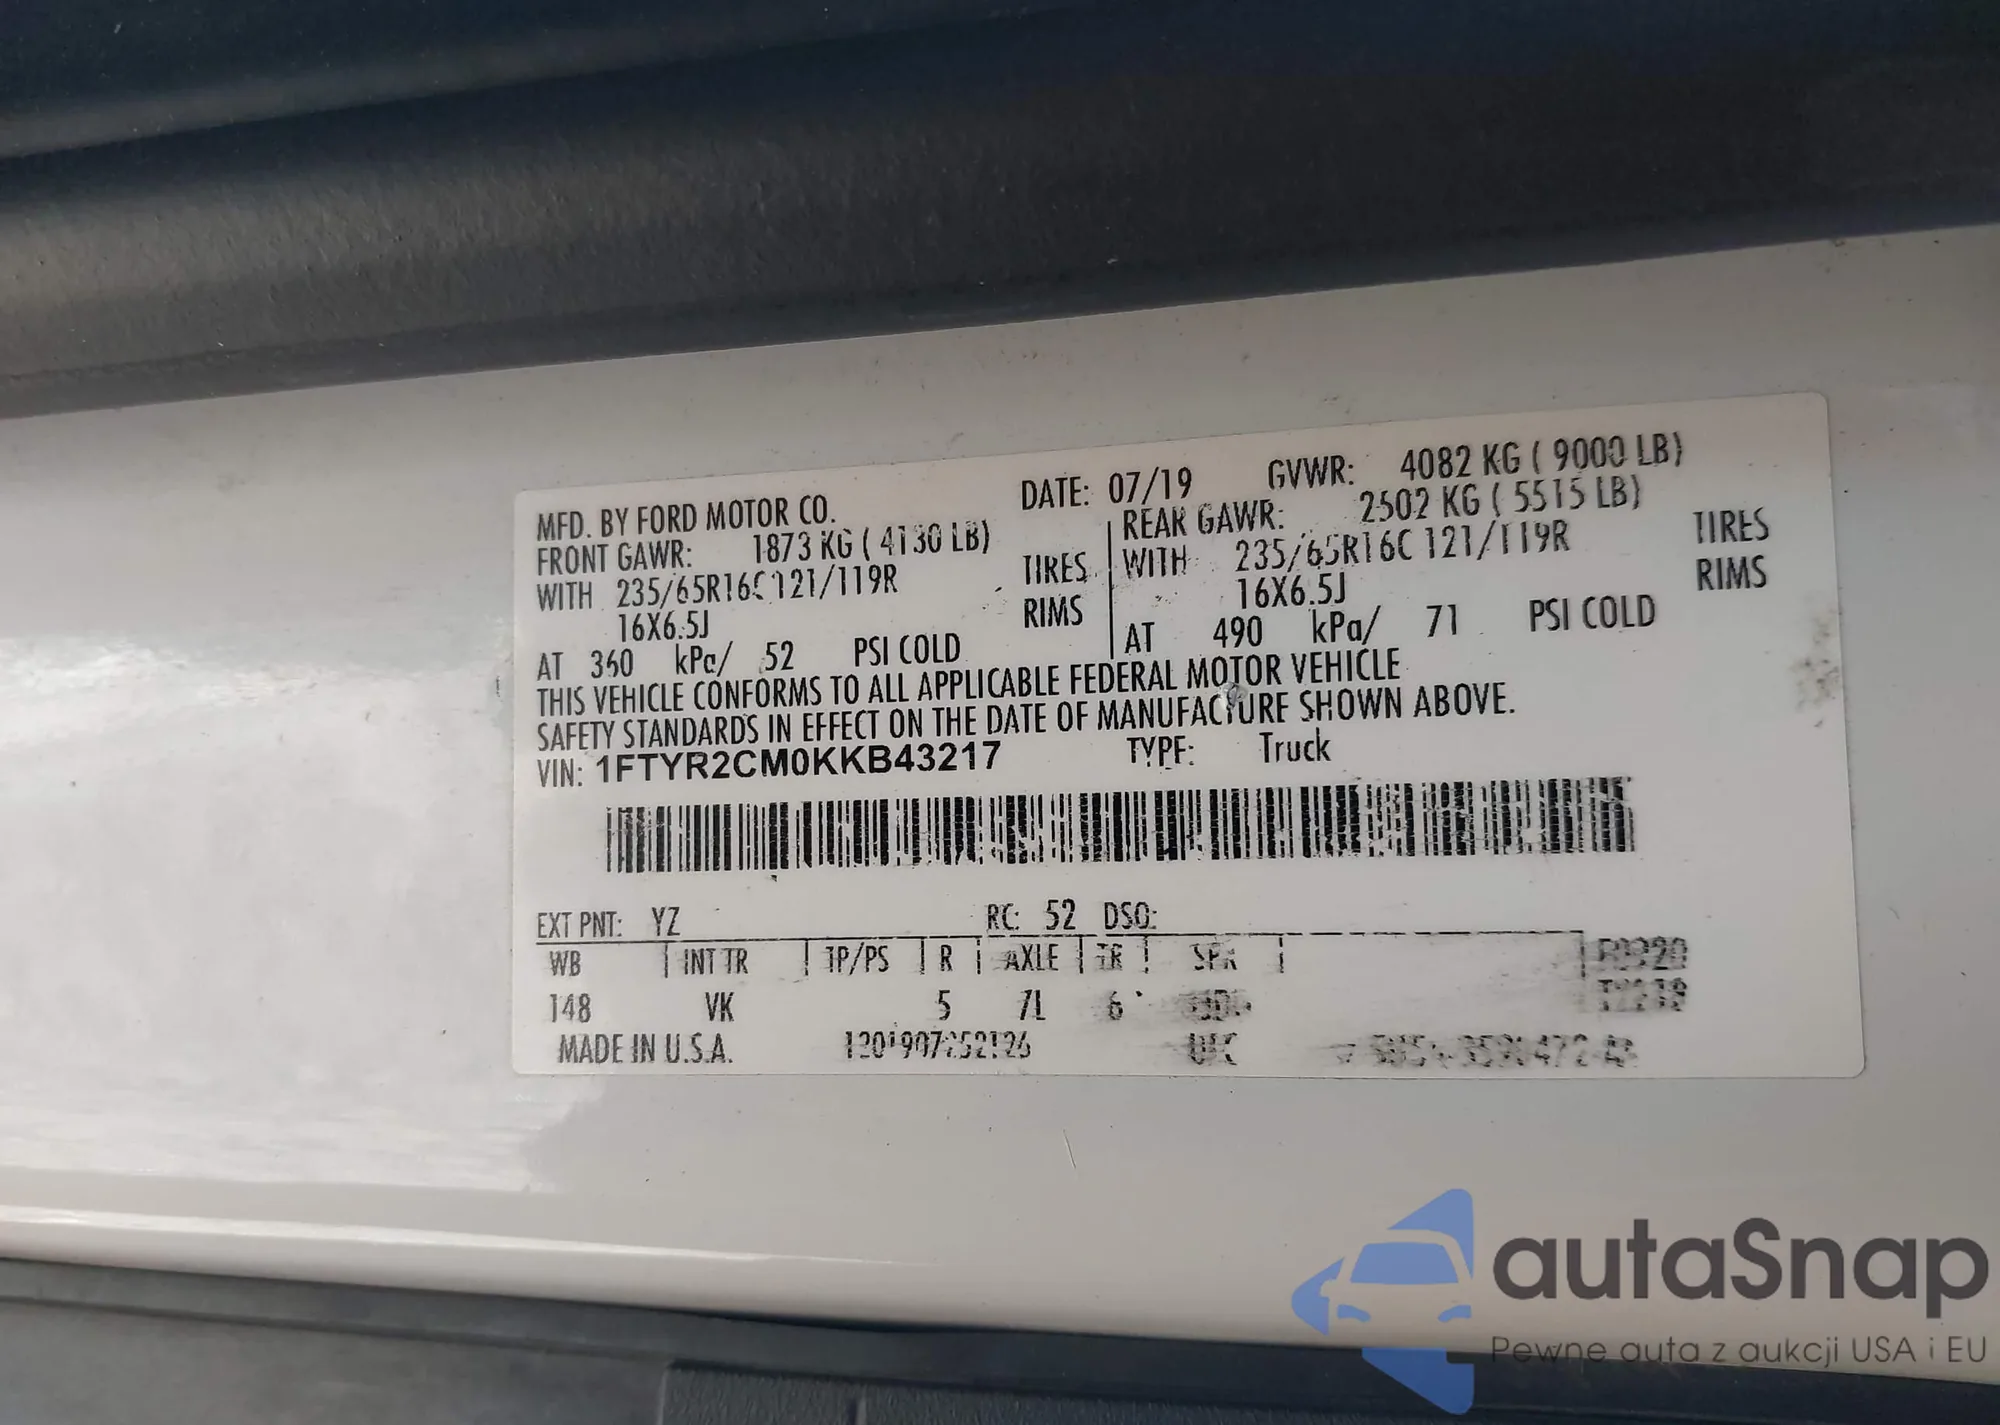 MFD. BY FORD MOTOR CO. DATE: 07/19 GVWR: 4082 KG ( 9000 LB)
FRONT GAWR: 1873 KG ( 4130 LB) REAR GAWR: 2502 KG ( 5515 LB)
WITH 235/65R16C 121/119R TIRES WITH 235/65R16C 121/119R TIRES
16X6.5J RIMS 16X6.5J RIMS
AT 360 kPa/ 52 PSI COLD AT 490 kPa/ 71 PSI COLD
THIS VEHICLE CONFORMS TO ALL APPLICABLE FEDERAL MOTOR VEHICLE
SAFETY STANDARDS IN EFFECT ON THE DATE OF MANUFACTURE SHOWN ABOVE.
VIN: 1FTYR2CM0KKB43217 TYPE: Truck
EXT PNT: YZ RC: 52 DSO:
WB INT TR TP/PS R AXLE TR SPR
148 VK 5 7L 6
MADE IN U.S.A.
autaSnap
Pewne auta z aukcji USA i EU